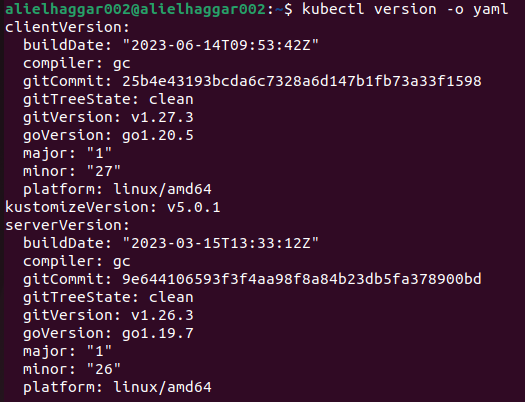 alielhaggar002@alielhaggar002:~$ kubectl version -o yaml
clientVersion:
  buildDate: "2023-06-14T09:53:42Z"
  compiler: gc
  gitCommit: 25b4e43193bcda6c7328a6d147b1fb73a33f1598
  gitTreeState: clean
  gitVersion: v1.27.3
  goVersion: go1.20.5
  major: "1"
  minor: "27"
  platform: linux/amd64
kustomizeVersion: v5.0.1
serverVersion:
  buildDate: "2023-03-15T13:33:12Z"
  compiler: gc
  gitCommit: 9e644106593f3f4aa98f8a84b23db5fa378900bd
  gitTreeState: clean
  gitVersion: v1.26.3
  goVersion: go1.19.7
  major: "1"
  minor: "26"
  platform: linux/amd64